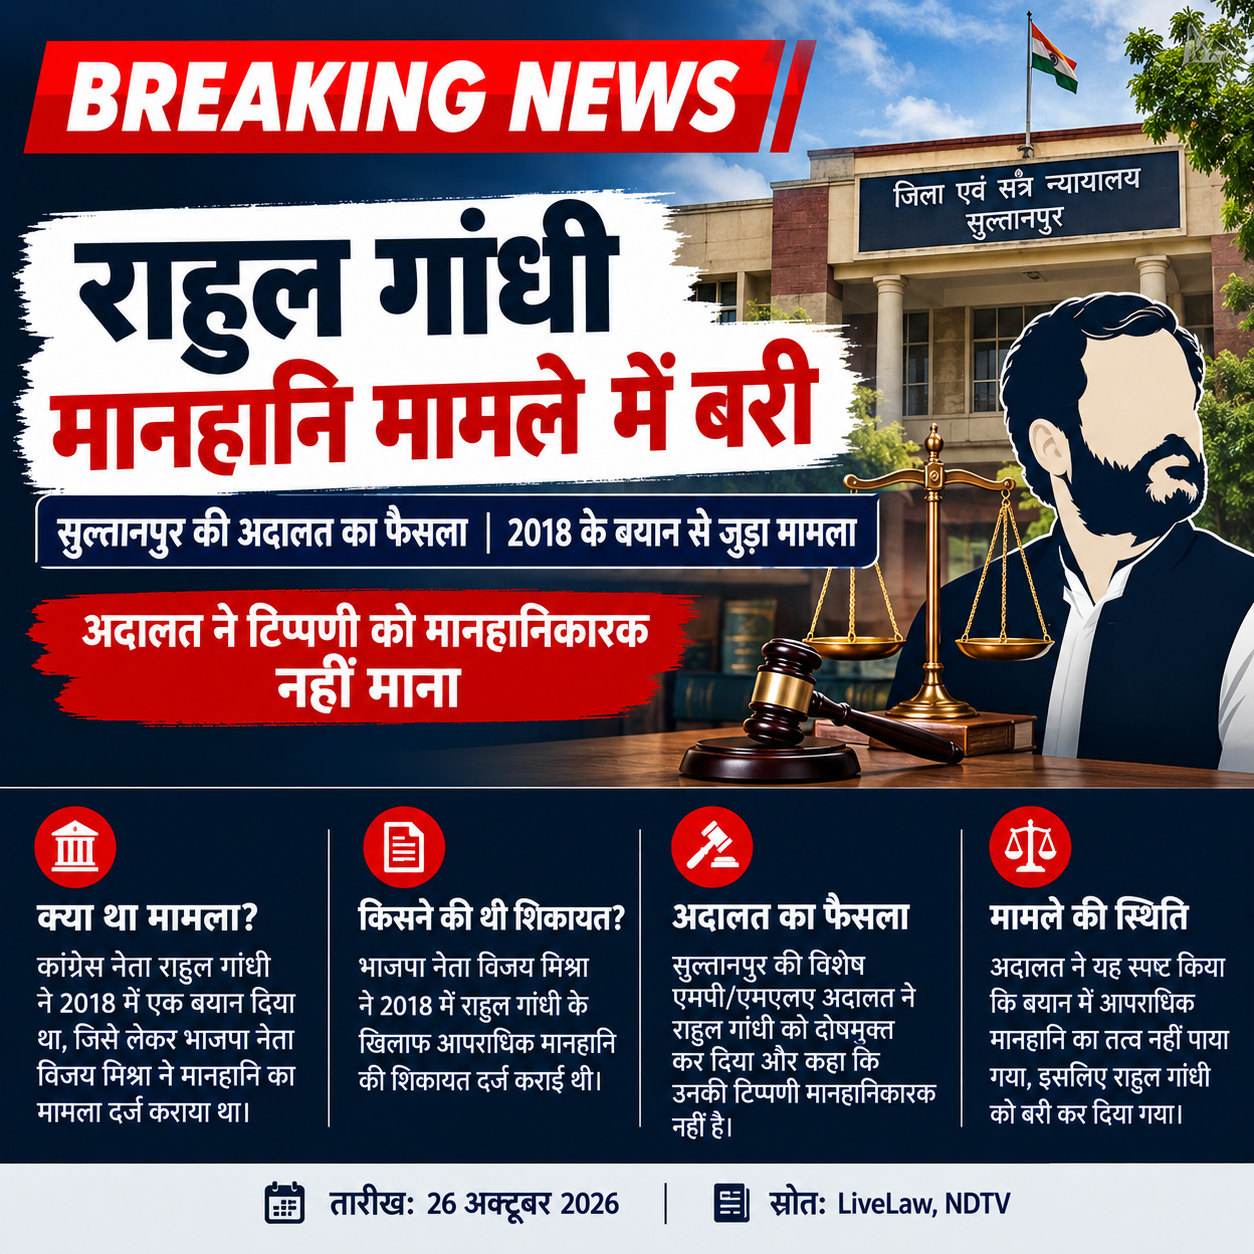 BREAKING NEWS
जिला एवं सत्र न्यायालय
सुल्तानपुर
राहुल गांधी
मानहानि मामले में बरी
सुल्तानपुर की अदालत का फैसला | 2018 के बयान से जुड़ा मामला
अदालत ने टिप्पणी को मानहानिकारक
नहीं माना
क्या था मामला?
कांग्रेस नेता राहुल गांधी
ने 2018 में एक बयान दिया
था, जिसे लेकर भाजपा नेता
विजय मिश्रा ने मानहानि का
मामला दर्ज कराया था।
किसने की थी शिकायत?
भाजपा नेता विजय मिश्रा
ने 2018 में राहुल गांधी के
खिलाफ आपराधिक मानहानि
की शिकायत दर्ज कराई थी।
अदालत का फैसला
सुल्तानपुर की विशेष
एमपी/एमएलए अदालत ने
राहुल गांधी को दोषमुक्त
कर दिया और कहा कि
उनकी टिप्पणी मानहानिकारक
नहीं है।
मामले की स्थिति
अदालत ने यह स्पष्ट किया
कि बयान में आपराधिक
मानहानि का तत्व नहीं पाया
गया, इसलिए राहुल गांधी
को बरी कर दिया गया।
तारीख: 26 अक्टूबर 2026 | स्रोत: LiveLaw, NDTV